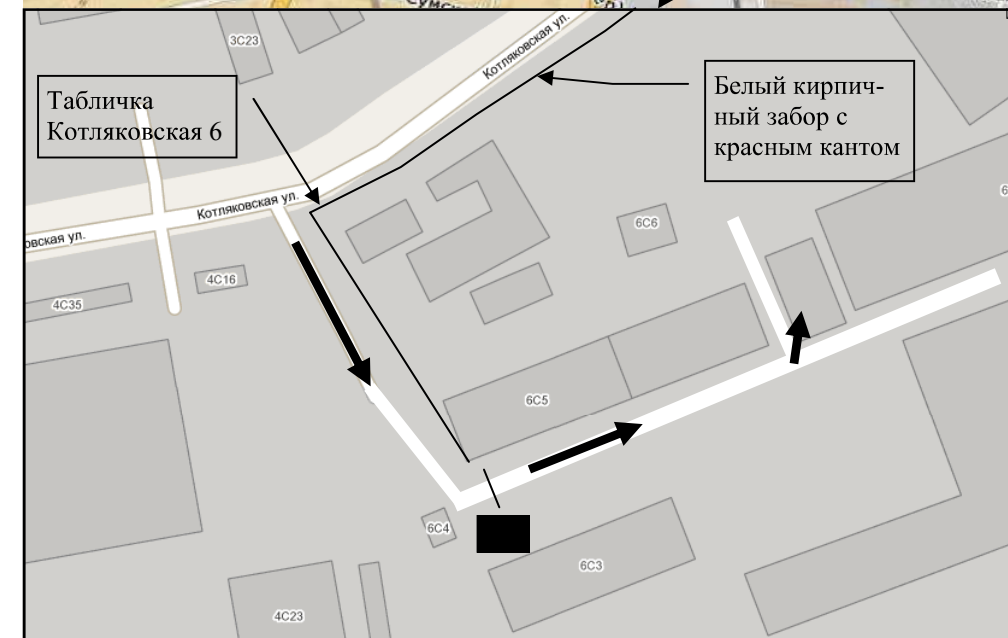 3С23
Котляковская ул.
Табличка
Котляковская 6
Белый кирпич-
ный забор с
красным кантом
Котляковская ул.
овская ул.
6С6
4С16
4С35
6С5
6С4
6С3
4С23